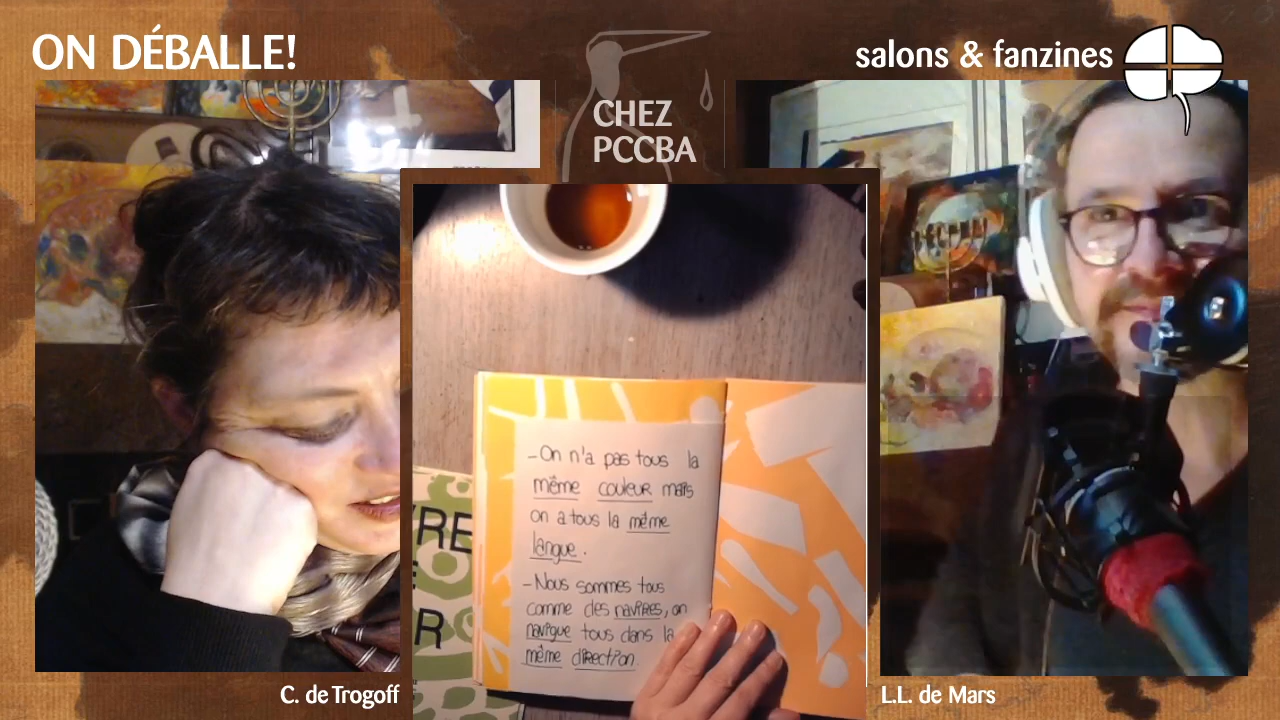 ON DÉBALLE!
salons & fanzines
CHEZ
PCCBA
VRE
R
-On n'a pas tous la
même couleur mais
on a tous la même
langue.
-Nous sommes tous
comme des navires, on
navigue tous dans la
même direction.
C. de Trogoff
L.L. de Mars